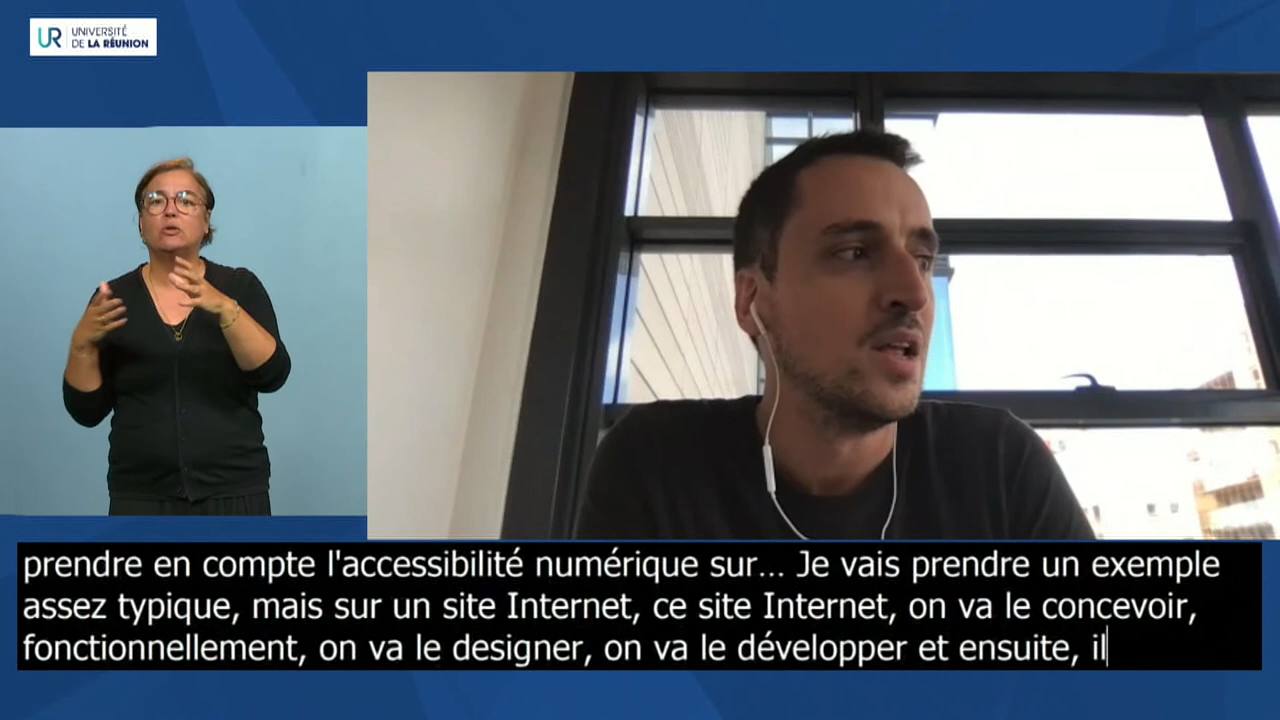 UR UNIVERSITÉ
DE LA RÉUNION
prendre en compte l'accessibilité numérique sur... Je vais prendre un exemple
assez typique, mais sur un site Internet, ce site Internet, on va le concevoir,
fonctionnellement, on va le designer, on va le développer et ensuite, il